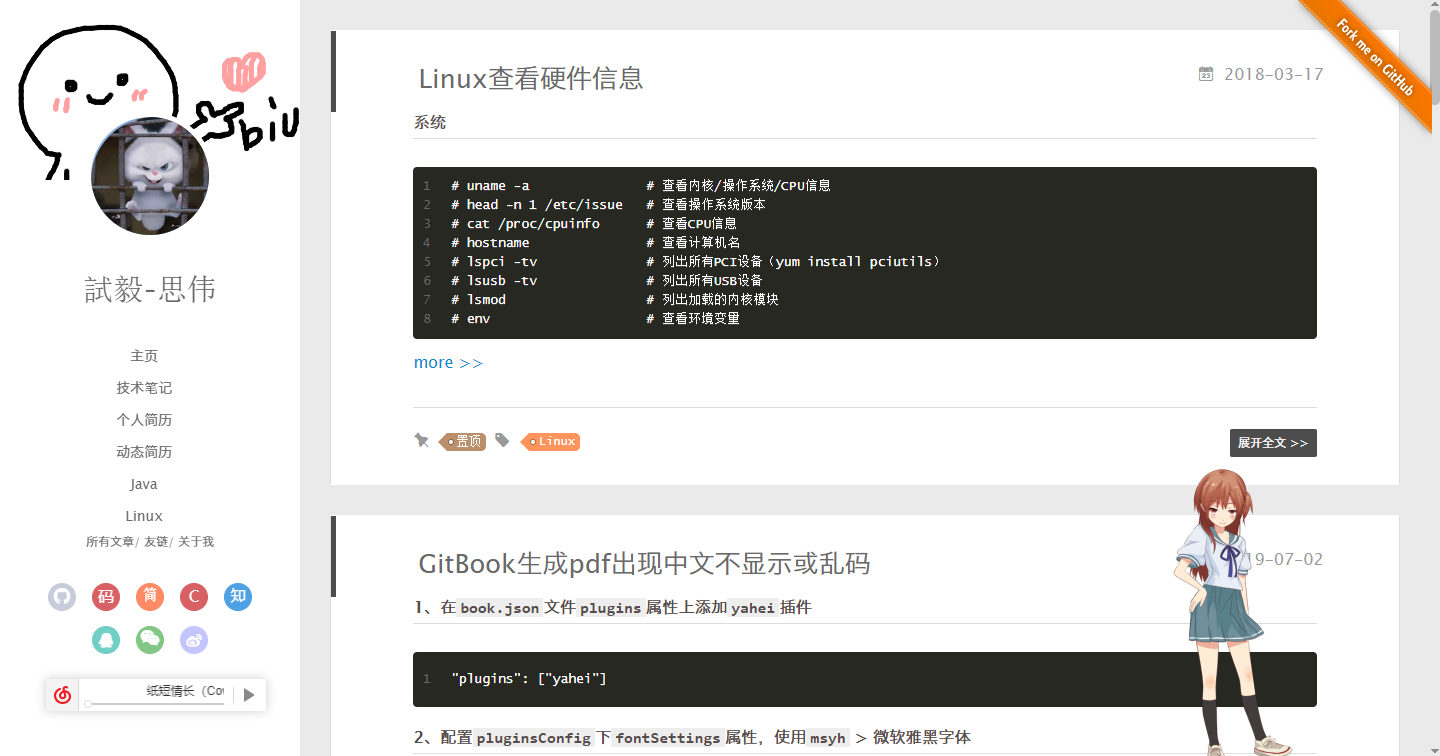 biu
試毅-思伟
主页
技术笔记
个人简历
动态简历
Java
Linux
所有文章/ 友链/ 关于我
码 简 C 知
纸短情长（Cov
Fork me on GitHub
Linux查看硬件信息
2018-03-17
系统
1 # uname -a # 查看内核/操作系统/CPU信息
2 # head -n 1 /etc/issue # 查看操作系统版本
3 # cat /proc/cpuinfo # 查看CPU信息
4 # hostname # 查看计算机名
5 # lspci -tv # 列出所有PCI设备（yum install pciutils）
6 # lsusb -tv # 列出所有USB设备
7 # lsmod # 列出加载的内核模块
8 # env # 查看环境变量
more >>
置顶 Linux
展开全文 >>
GitBook生成pdf出现中文不显示或乱码
9-07-02
1、在book.json文件plugins属性上添加yahei插件
1 "plugins": ["yahei"]
2、配置pluginsConfig下fontSettings属性，使用msyh > 微软雅黑字体